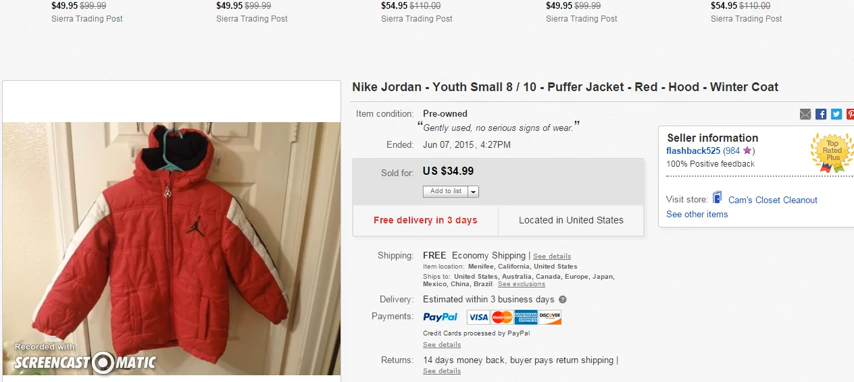 $49.95 $99.99 $49.95 $99.99 $54.95 $110.00 $49.95 $99.99 $54.95 $110.00
Sierra Trading Post Sierra Trading Post Sierra Trading Post Sierra Trading Post Sierra Trading Post
Nike Jordan - Youth Small 8 / 10 - Puffer Jacket - Red - Hood - Winter Coat
Item condition: Pre-owned
“Gently used, no serious signs of wear.”
Ended: Jun 07, 2015 , 4:27PM
Sold for: US $34.99
Add to list
Free delivery in 3 days Located in United States
Shipping: FREE Economy Shipping | See details
Item location: Menifee, California, United States
Ships to: United States, Australia, Canada, Europe, Japan,
Mexico, China, Brazil See exclusions
Delivery: Estimated within 3 business days ?
Payments: PayPal VISA MasterCard AMERICAN EXPRESS DISCOVER
Credit Cards processed by PayPal
See details
Returns: 14 days money back, buyer pays return shipping |
See details
Seller information
flashback525 (984 )
100% Positive feedback
Top
Rated
Plus
Visit store: Cam's Closet Cleanout
See other items
Recorded with
SCREENCAST MATIC